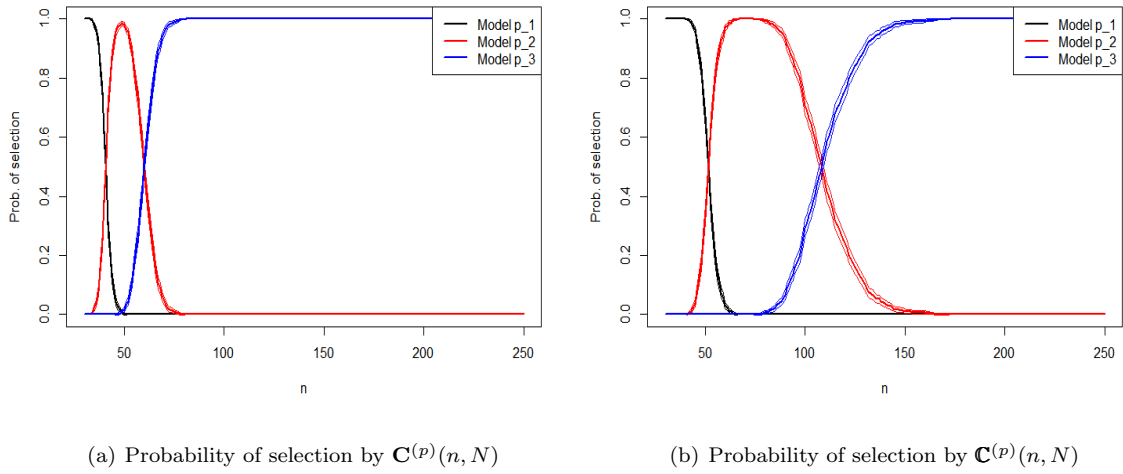 Prob. of selection
0.0 0.2 0.4 0.6 0.8 1.0
Model p_1
Model p_2
Model p_3
50 100 150 200 250
n
(a) Probability of selection by 𝐂⁽ᵖ⁾(n, N)
Prob. of selection
0.0 0.2 0.4 0.6 0.8 1.0
Model p_1
Model p_2
Model p_3
50 100 150 200 250
n
(b) Probability of selection by ℂ⁽ᵖ⁾(n, N)